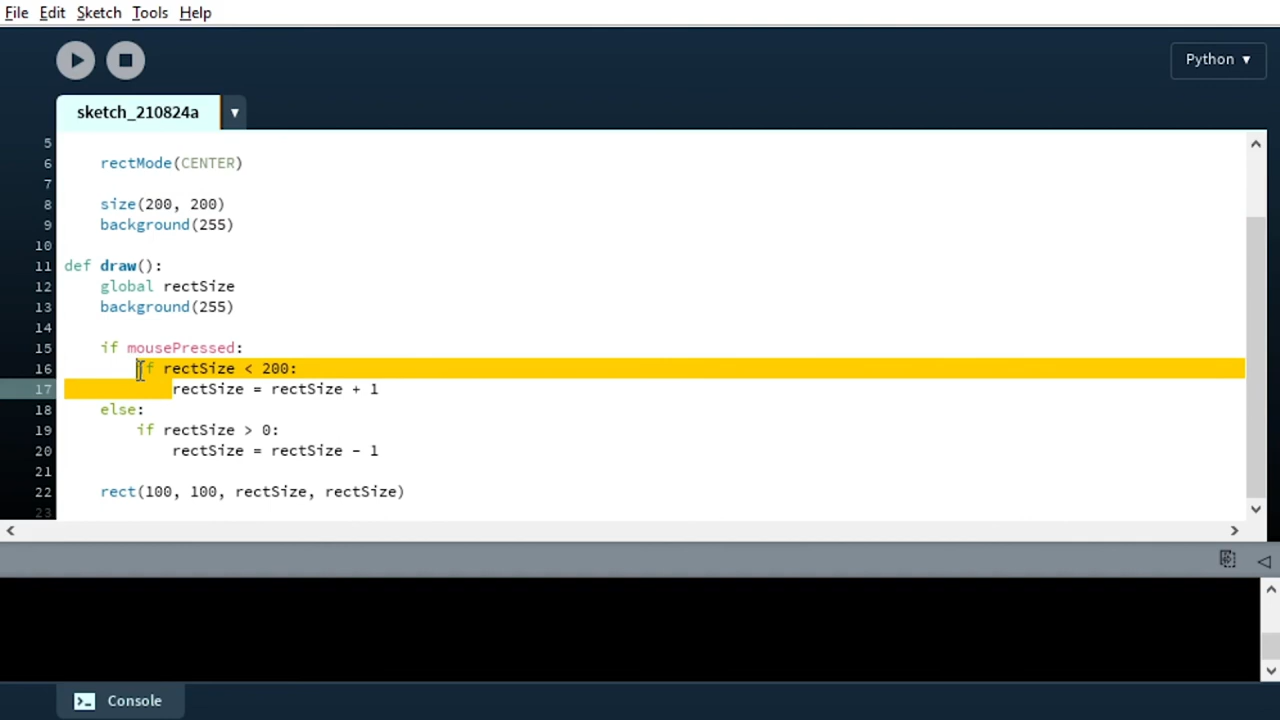 File Edit Sketch Tools Help
Python ▼
sketch_210824a ▼
5
6 rectMode(CENTER)
7
8 size(200, 200)
9 background(255)
10
11 def draw():
12 global rectSize
13 background(255)
14
15 if mousePressed:
16 if rectSize < 200:
17 rectSize = rectSize + 1
18 else:
19 if rectSize > 0:
20 rectSize = rectSize - 1
21
22 rect(100, 100, rectSize, rectSize)
23
Console